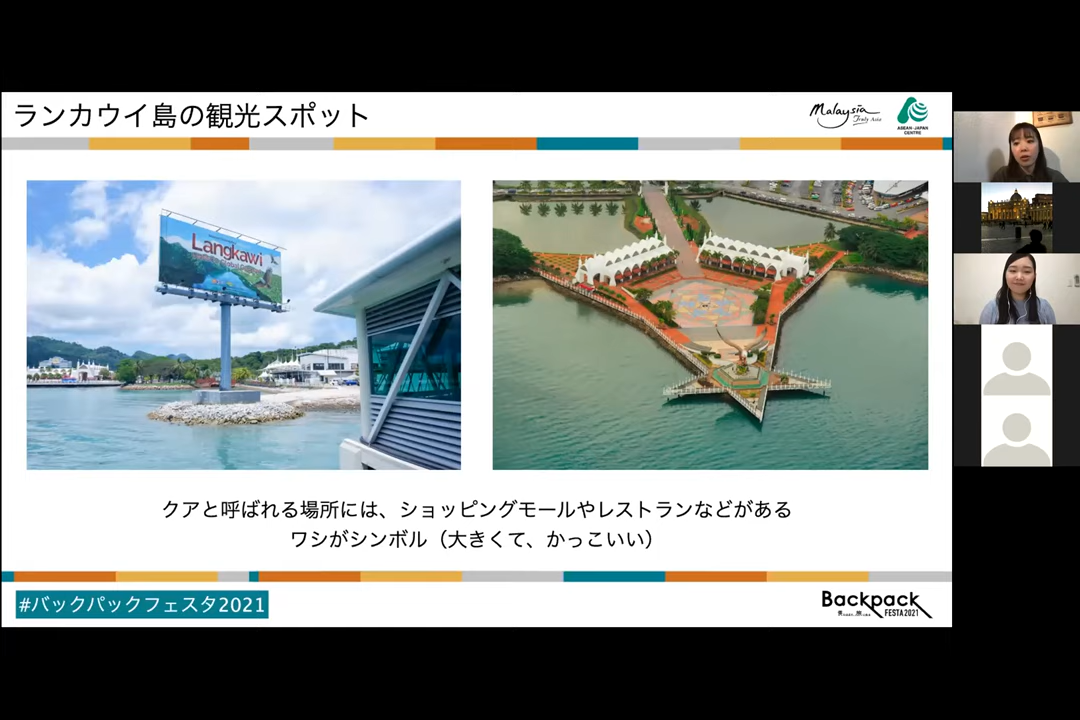 ランカウイ島の観光スポット
Malaysia
Truly Asia
ASEAN-JAPAN
CENTRE
Langkawi
クアと呼ばれる場所には、ショッピングモールやレストランなどがある
ワシがシンボル（大きくて、かっこいい）
#バックパックフェスタ2021
Backpack
FESTA2021